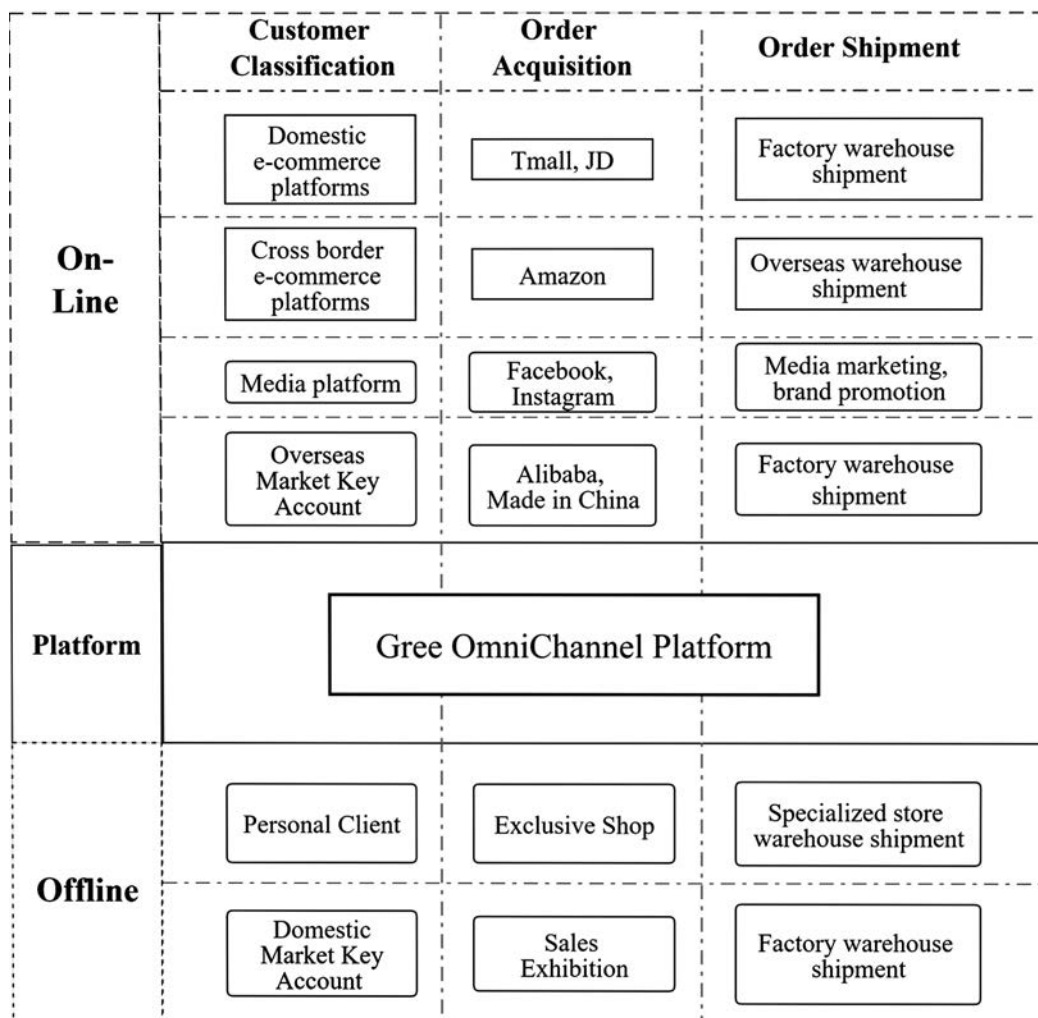 Customer
Classification
Order
Acquisition
Order Shipment
On-
Line
Domestic
e-commerce
platforms
Tmall, JD
Factory warehouse
shipment
Cross border
e-commerce
platforms
Amazon
Overseas warehouse
shipment
Media platform
Facebook,
Instagram
Media marketing,
brand promotion
Overseas
Market Key
Account
Alibaba,
Made in China
Factory warehouse
shipment
Platform
Gree OmniChannel Platform
Offline
Personal Client
Exclusive Shop
Specialized store
warehouse shipment
Domestic
Market Key
Account
Sales
Exhibition
Factory warehouse
shipment